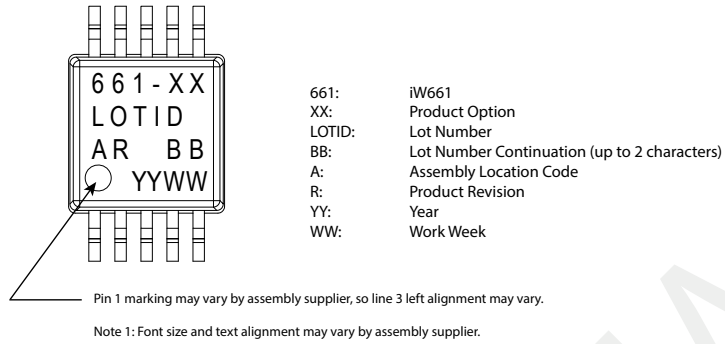 661-XX
LOTID
AR BB
YYWW
661: iW661
XX: Product Option
LOTID: Lot Number
BB: Lot Number Continuation (up to 2 characters)
A: Assembly Location Code
R: Product Revision
YY: Year
WW: Work Week
Pin 1 marking may vary by assembly supplier, so line 3 left alignment may vary.
Note 1: Font size and text alignment may vary by assembly supplier.